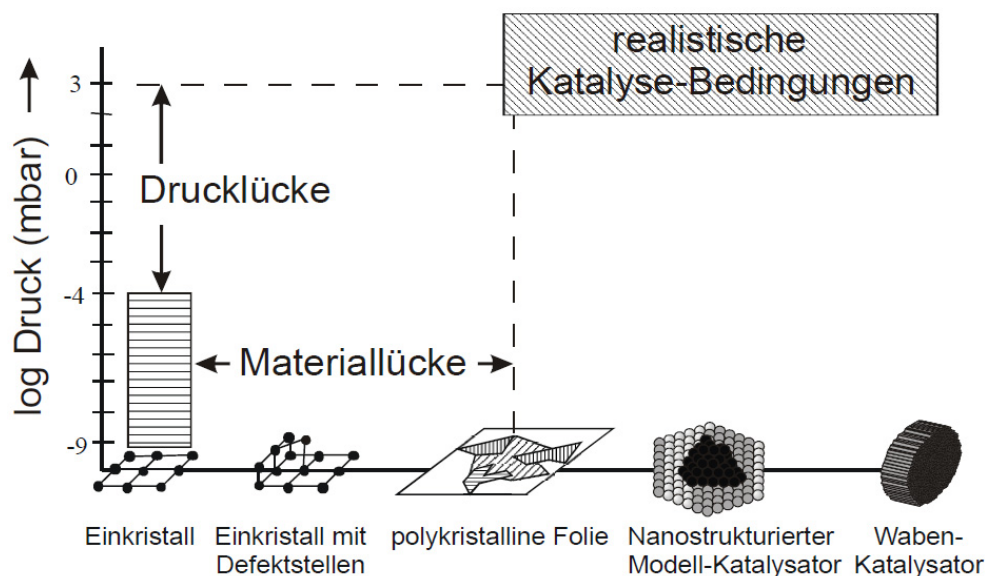 realistische
Katalyse-Bedingungen
log Druck (mbar)
3
0
-4
-9
Drucklücke
Materiallücke
Einkristall
Einkristall mit
Defektstellen
polykristalline Folie
Nanostrukturierter
Modell-Katalysator
Waben-
Katalysator